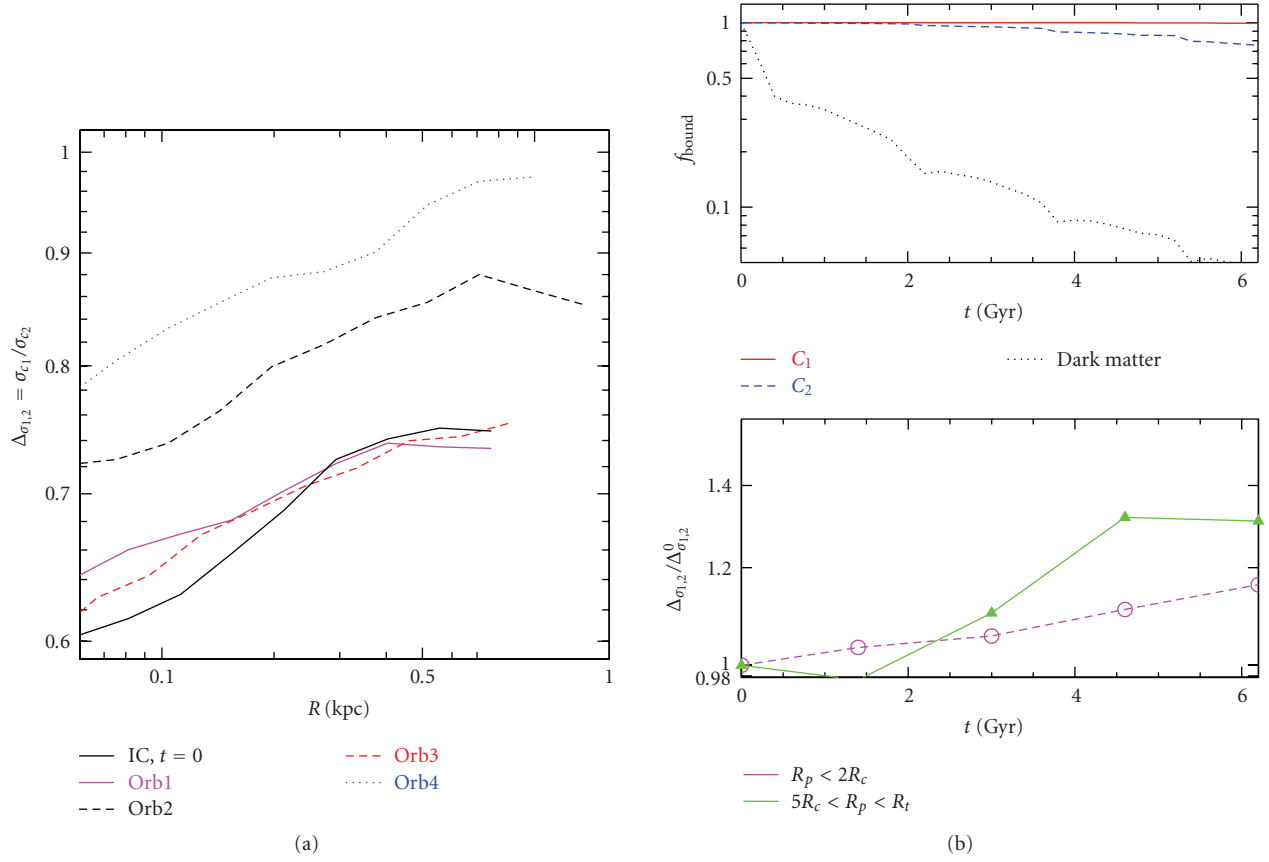 1
0.9
0.8
0.7
0.6
Δσ1,2 = σc1/σc2
0.1
0.5
1
R (kpc)
IC, t = 0
Orb1
Orb2
Orb3
Orb4
(a)
1
0.5
0.1
fbound
0
2
4
6
t (Gyr)
C1
C2
Dark matter
1.4
1.2
1
0.98
Δσ1,2/Δ0σ1,2
0
2
4
6
t (Gyr)
Rp < 2Rc
5Rc < Rp < Rt
(b)